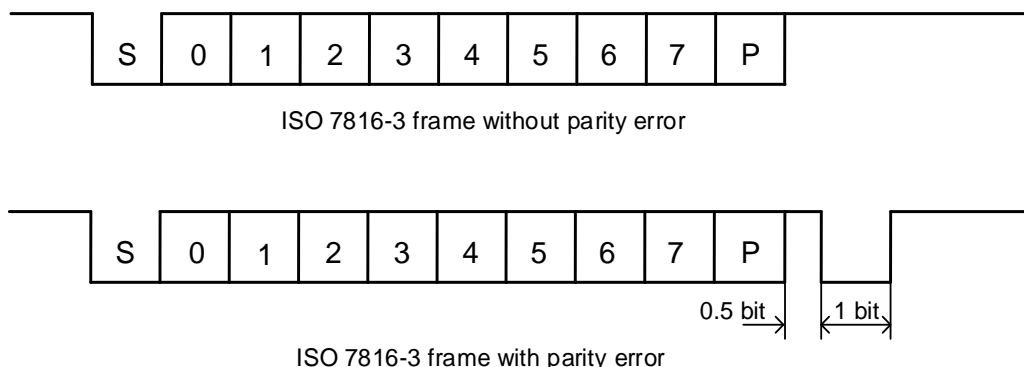 S 0 1 2 3 4 5 6 7 P
ISO 7816-3 frame without parity error
S 0 1 2 3 4 5 6 7 P
0.5 bit 1 bit
ISO 7816-3 frame with parity error